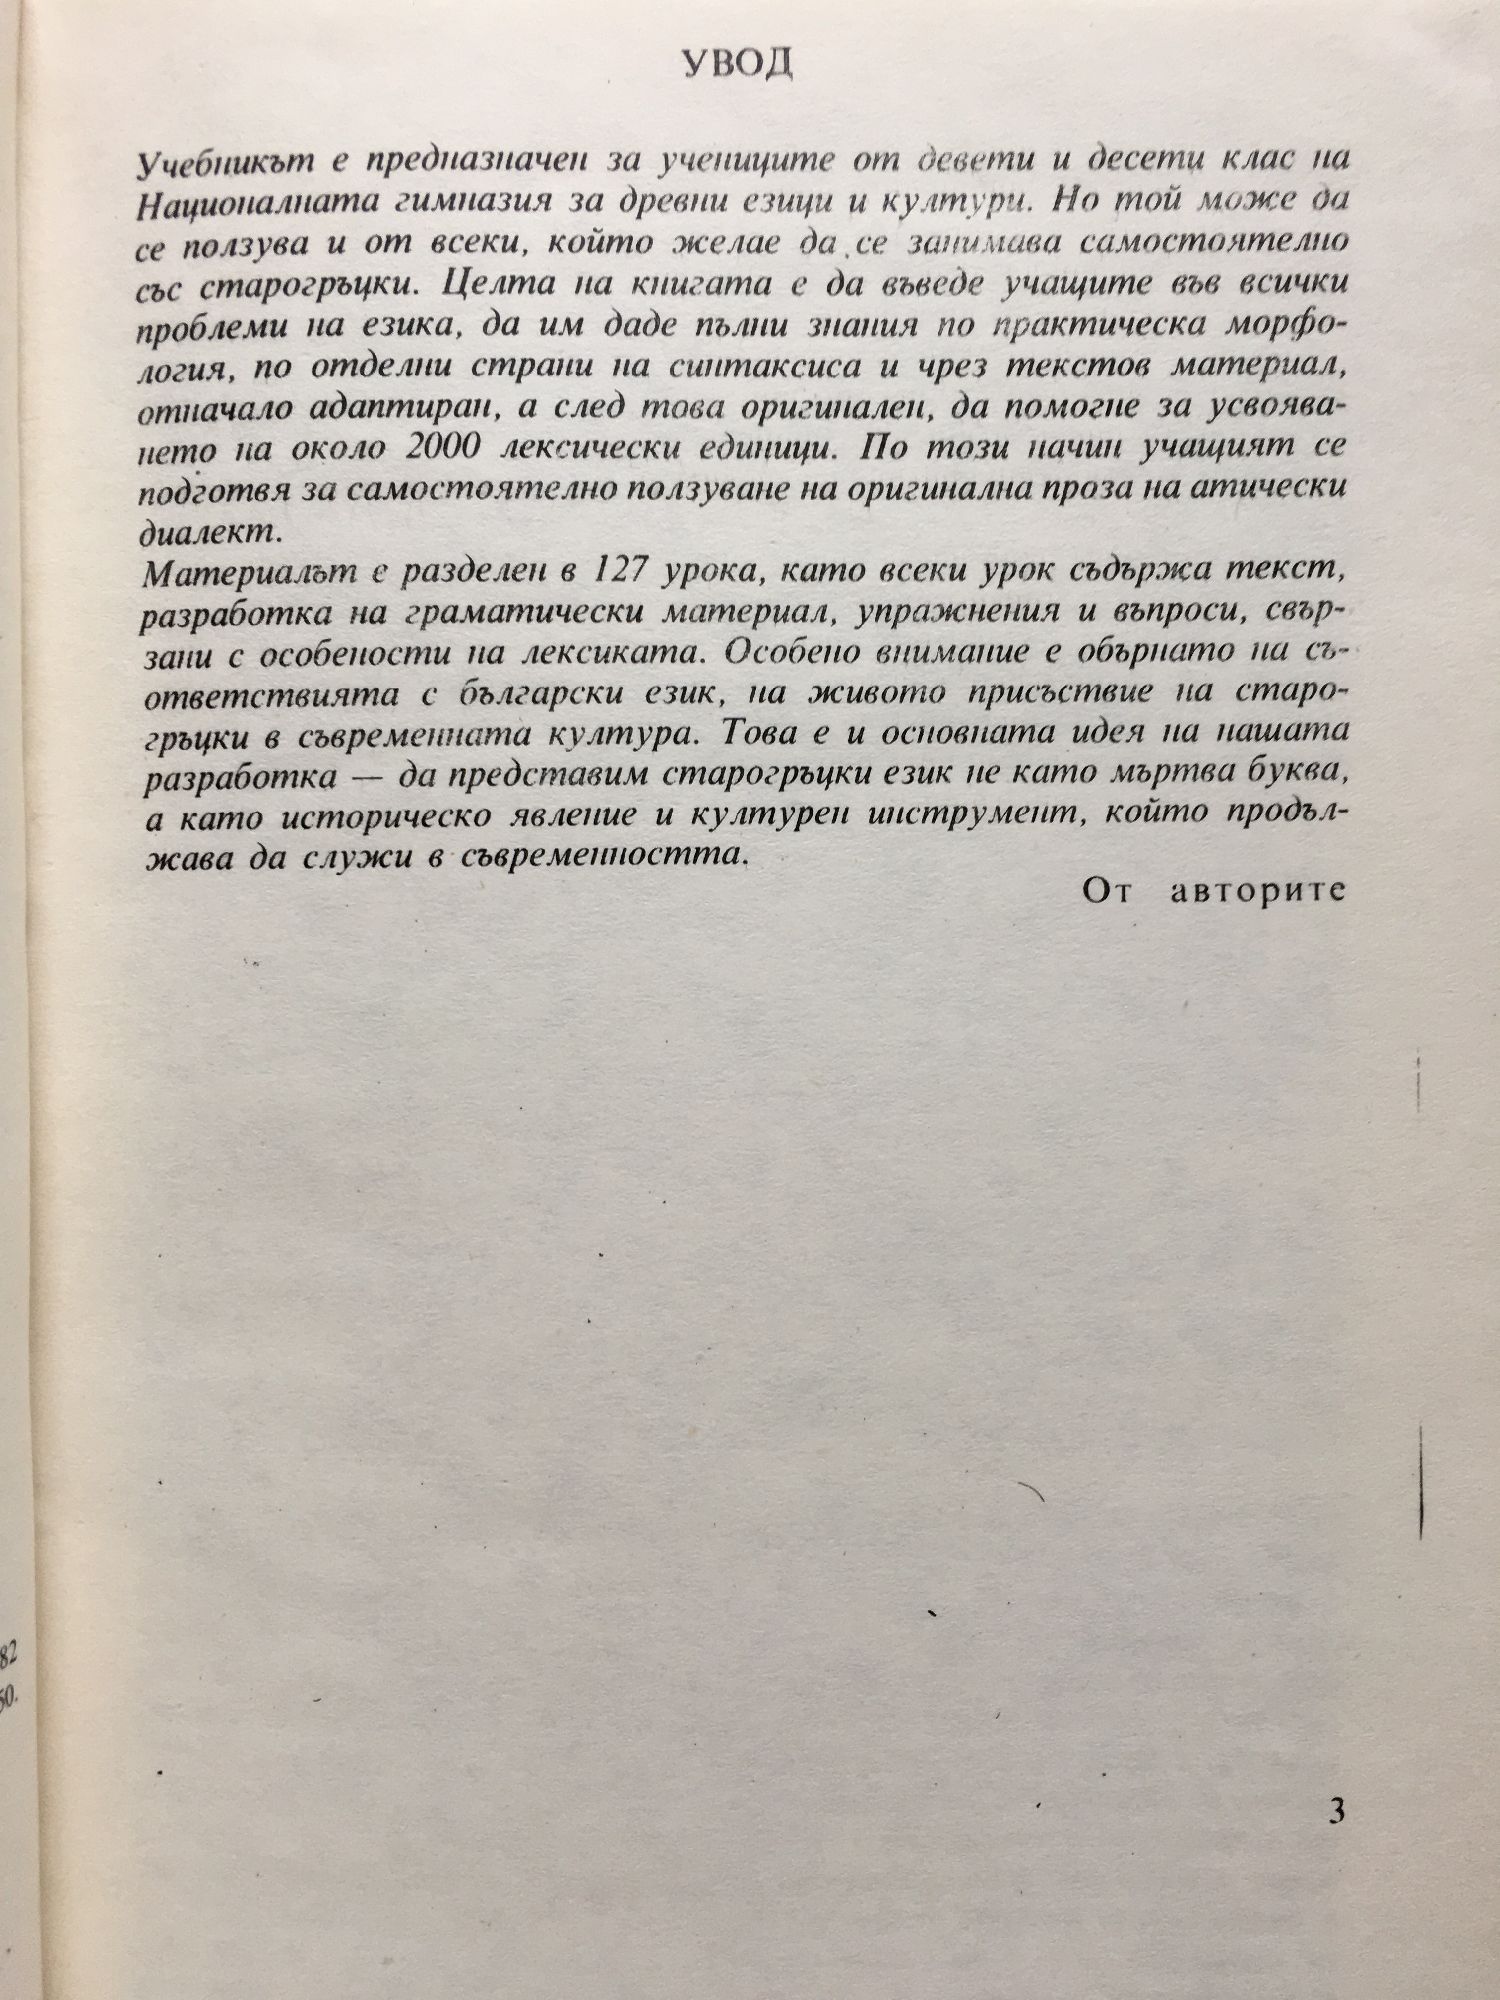 УВОД
Учебникът е предназначен за учениците от девети и десети клас на
Националната гимназия за древни езици и култури. Но той може да
се ползува и от всеки, който желае да се занимава самостоятелно
със старогръцки. Целта на книгата е да въведе учащите във всички
проблеми на езика, да им даде пълни знания по практическа морфо-
логия, по отделни страни на синтаксиса и чрез текстов материал,
отначало адаптиран, а след това оригинален, да помогне за усвоява-
нето на около 2000 лексически единици. По този начин учащият се
подготвя за самостоятелно ползуване на оригинална проза на атически
диалект.
Материалът е разделен в 127 урока, като всеки урок съдържа текст,
разработка на граматически материал, упражнения и въпроси, свър-
зани с особености на лексиката. Особено внимание е обърнато на съ-
ответствията с български език, на живото присъствие на старо-
гръцки в съвременната култура. Това е и основната идея на нашата
разработка — да представим старогръцки език не като мъртва буква,
а като историческо явление и културен инструмент, който продъл-
жава да служи в съвременността.
От авторите
82
50.
3